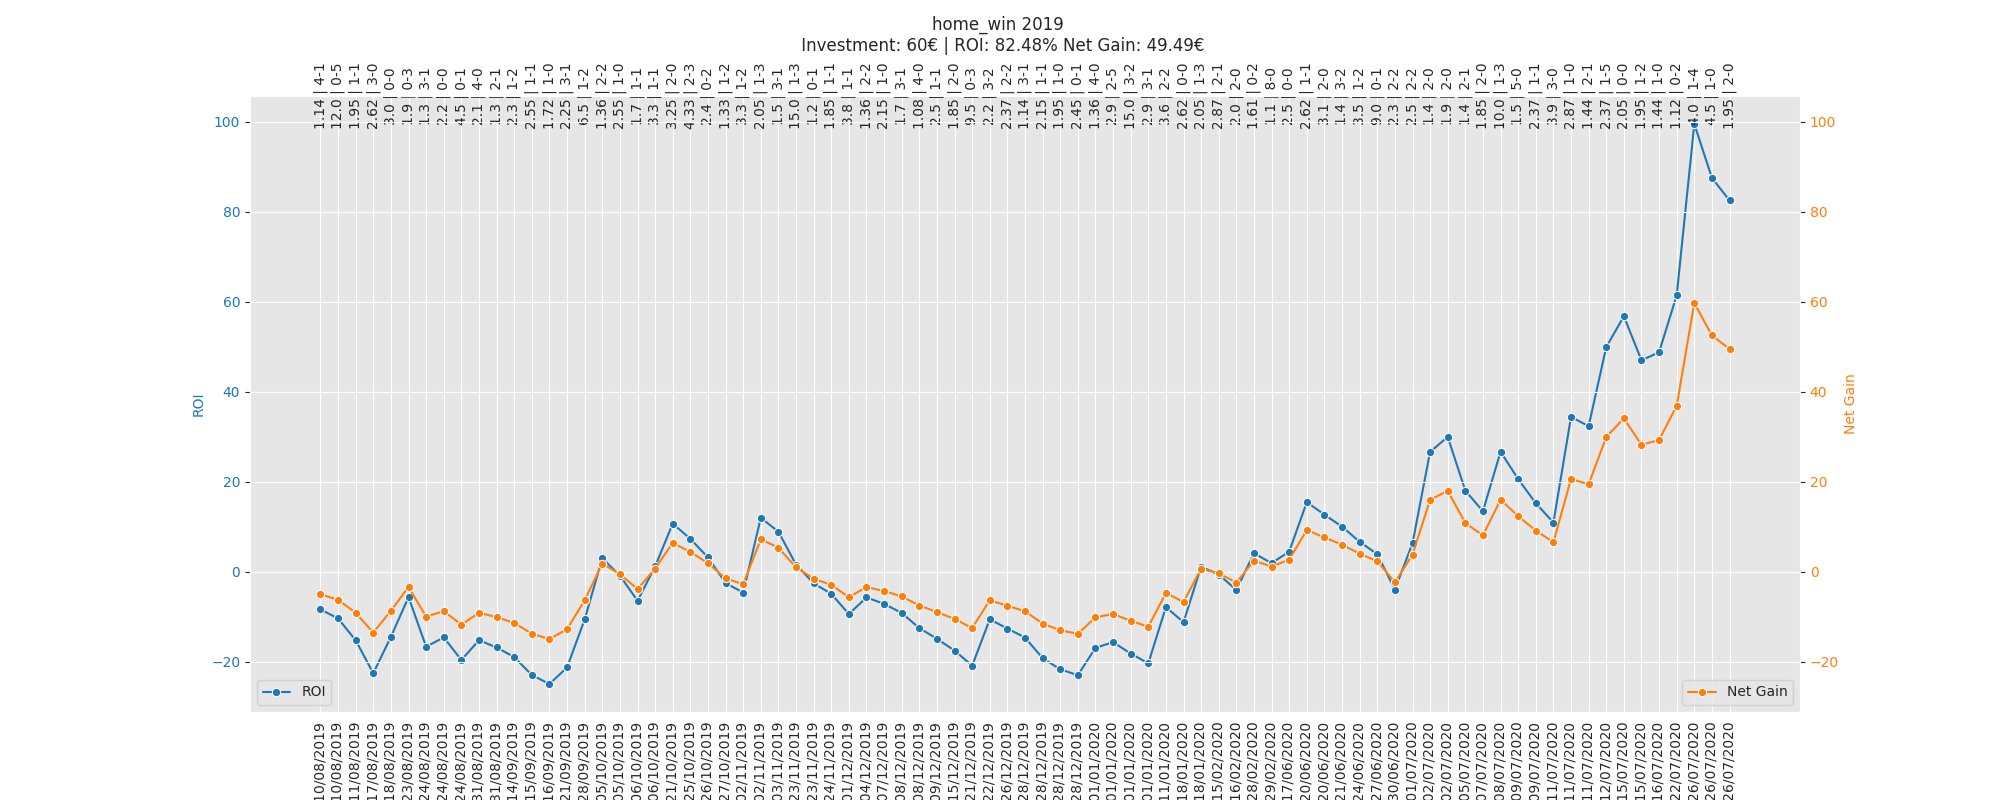 home_win 2019
Investment: 60€ | ROI: 82.48% Net Gain: 49.49€
1.14 | 4-1
12.0 | 0-5
1.95 | 1-1
2.62 | 3-0
3.0 | 0-0
1.9 | 0-3
1.3 | 3-1
2.2 | 0-0
4.5 | 0-1
2.1 | 4-0
1.3 | 2-1
2.3 | 1-2
2.55 | 1-1
1.72 | 1-0
2.25 | 3-1
6.5 | 1-2
1.36 | 2-2
2.55 | 1-0
1.7 | 1-1
3.3 | 1-1
3.25 | 2-0
4.33 | 2-3
2.4 | 0-2
1.33 | 1-2
3.3 | 1-2
2.05 | 1-3
1.5 | 3-1
15.0 | 1-3
1.2 | 0-1
1.85 | 1-1
3.8 | 1-1
1.36 | 2-2
2.15 | 1-0
1.7 | 3-1
1.08 | 4-0
2.5 | 1-1
1.85 | 2-0
9.5 | 0-3
2.2 | 3-2
2.37 | 2-2
1.14 | 3-1
2.15 | 1-1
1.95 | 1-0
2.45 | 0-1
1.36 | 4-0
2.9 | 2-5
15.0 | 3-2
2.9 | 3-1
3.6 | 2-2
2.62 | 0-0
2.05 | 1-3
2.87 | 2-1
2.0 | 2-0
1.61 | 0-2
1.1 | 8-0
2.5 | 0-0
2.62 | 1-1
3.1 | 2-0
1.4 | 3-2
3.5 | 1-2
9.0 | 0-1
2.3 | 2-2
2.5 | 2-2
1.4 | 2-0
1.9 | 2-0
1.4 | 2-1
1.85 | 2-0
10.0 | 1-3
1.5 | 5-0
2.37 | 1-1
3.9 | 3-0
2.87 | 1-0
1.44 | 2-1
2.37 | 1-5
2.05 | 0-0
1.95 | 1-2
1.44 | 1-0
1.12 | 0-2
4.0 | 1-4
4.5 | 1-0
1.95 | 2-0
100
80
60
40
20
0
−20
ROI
100
80
60
40
20
0
−20
Net Gain
ROI
Net Gain
10/08/2019
10/08/2019
11/08/2019
17/08/2019
18/08/2019
23/08/2019
24/08/2019
24/08/2019
24/08/2019
31/08/2019
31/08/2019
14/09/2019
15/09/2019
16/09/2019
21/09/2019
28/09/2019
05/10/2019
05/10/2019
06/10/2019
06/10/2019
21/10/2019
25/10/2019
26/10/2019
27/10/2019
02/11/2019
02/11/2019
03/11/2019
23/11/2019
23/11/2019
24/11/2019
01/12/2019
04/12/2019
07/12/2019
08/12/2019
08/12/2019
09/12/2019
15/12/2019
21/12/2019
22/12/2019
26/12/2019
28/12/2019
28/12/2019
28/12/2019
28/12/2019
01/01/2020
01/01/2020
01/01/2020
01/01/2020
11/01/2020
18/01/2020
18/01/2020
15/02/2020
16/02/2020
28/02/2020
29/02/2020
17/06/2020
20/06/2020
20/06/2020
21/06/2020
24/06/2020
27/06/2020
30/06/2020
01/07/2020
02/07/2020
02/07/2020
05/07/2020
07/07/2020
08/07/2020
09/07/2020
09/07/2020
11/07/2020
11/07/2020
11/07/2020
12/07/2020
15/07/2020
15/07/2020
16/07/2020
22/07/2020
26/07/2020
26/07/2020
26/07/2020